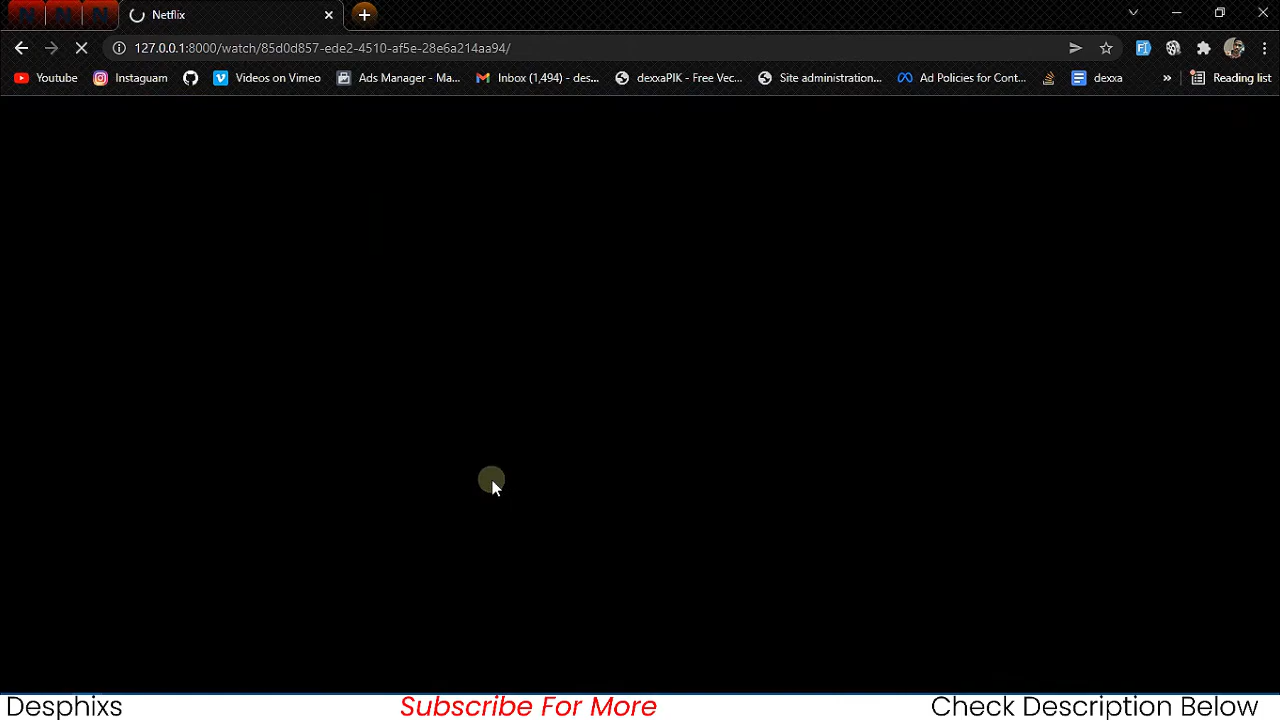 Netflix
127.0.0.1:8000/watch/85d0d857-ede2-4510-af5e-28e6a214aa94/
Youtube Instaguam Videos on Vimeo Ads Manager - Ma... Inbox (1,494) - des... dexxaPIK - Free Vec... Site administration... Ad Policies for Cont... dexxa » Reading list
Desphixs Subscribe For More Check Description Below